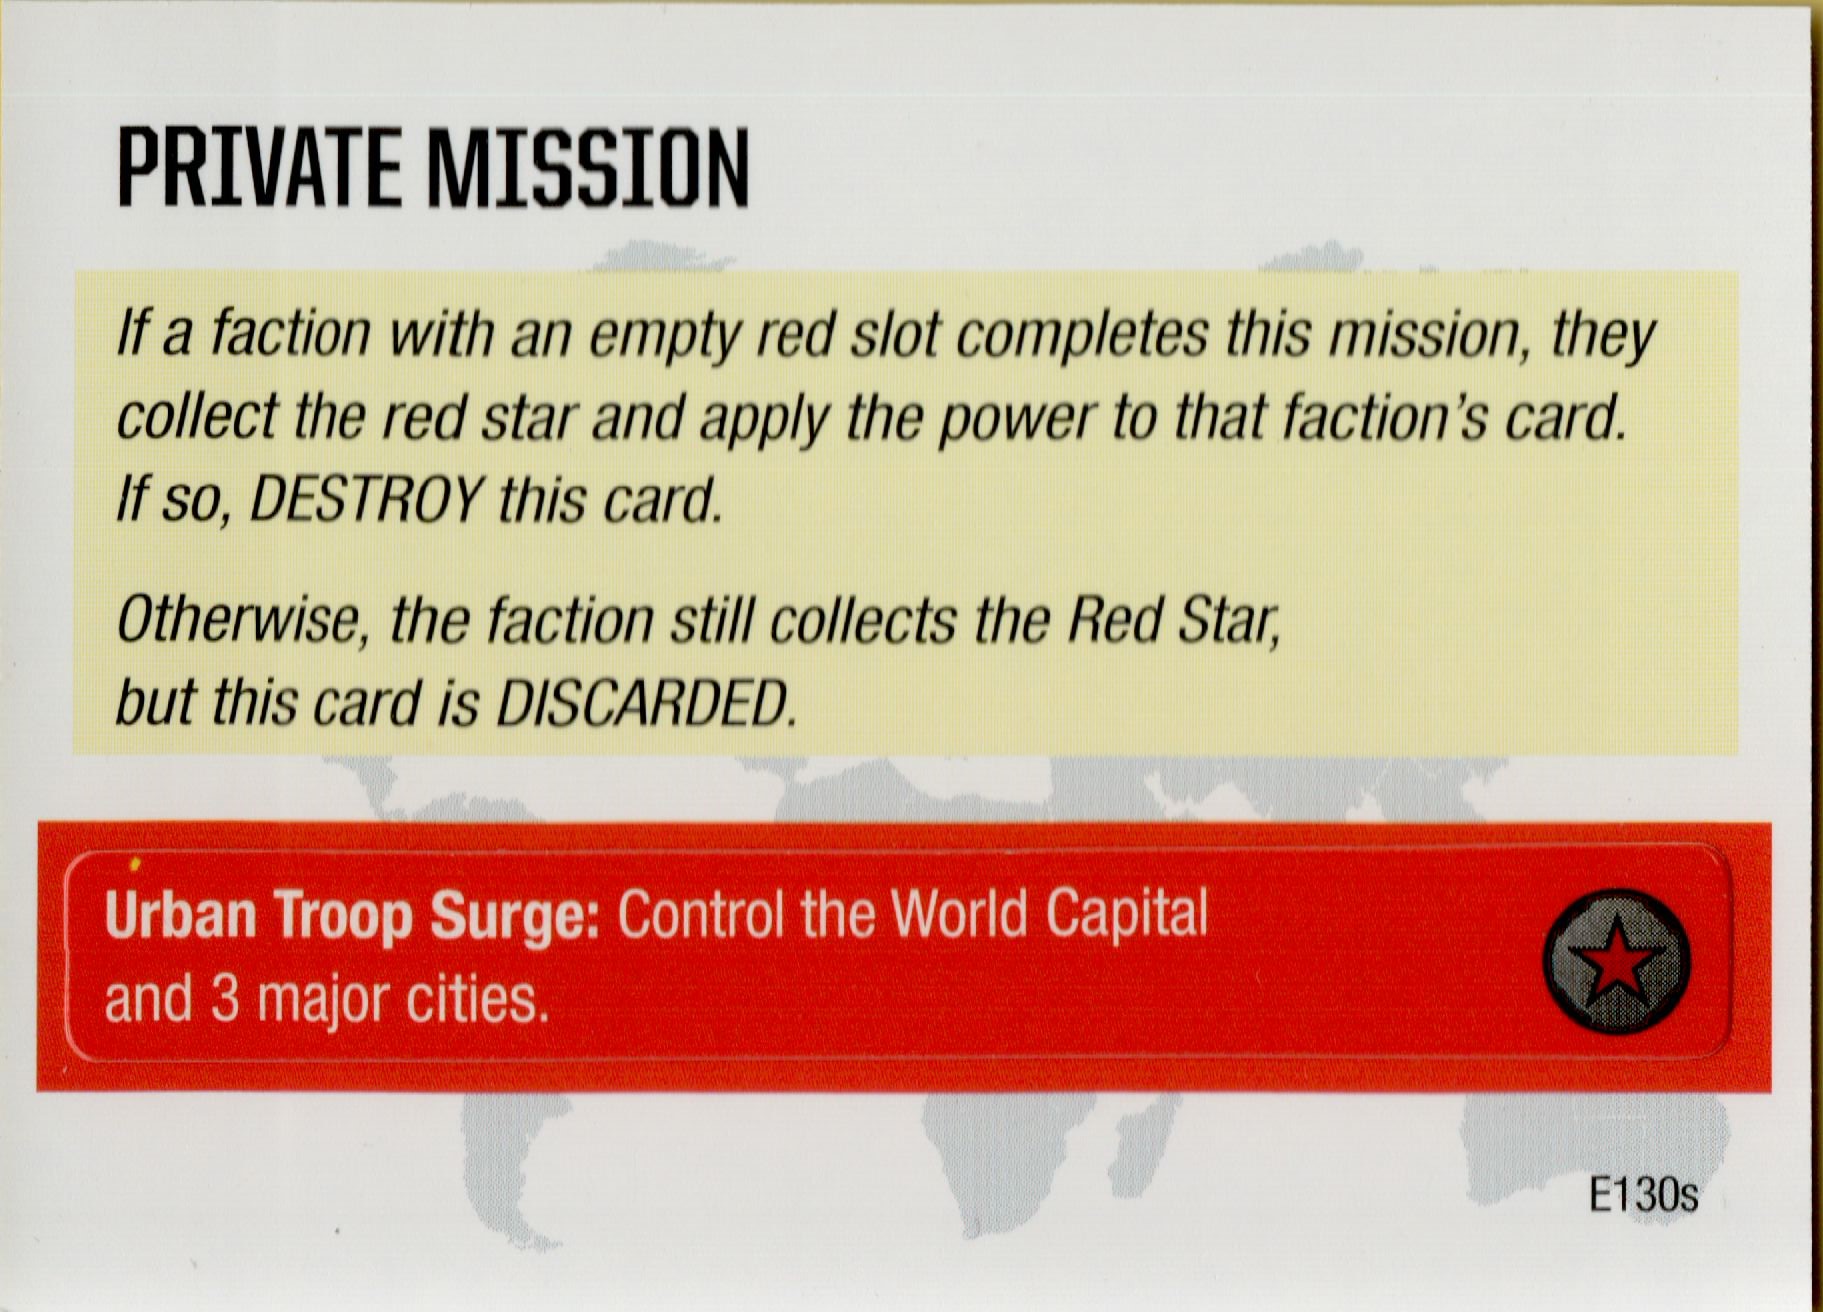 PRIVATE MISSION
If a faction with an empty red slot completes this mission, they
collect the red star and apply the power to that faction's card.
If so, DESTROY this card.
Otherwise, the faction still collects the Red Star,
but this card is DISCARDED.
Urban Troop Surge: Control the World Capital
and 3 major cities.
E130s